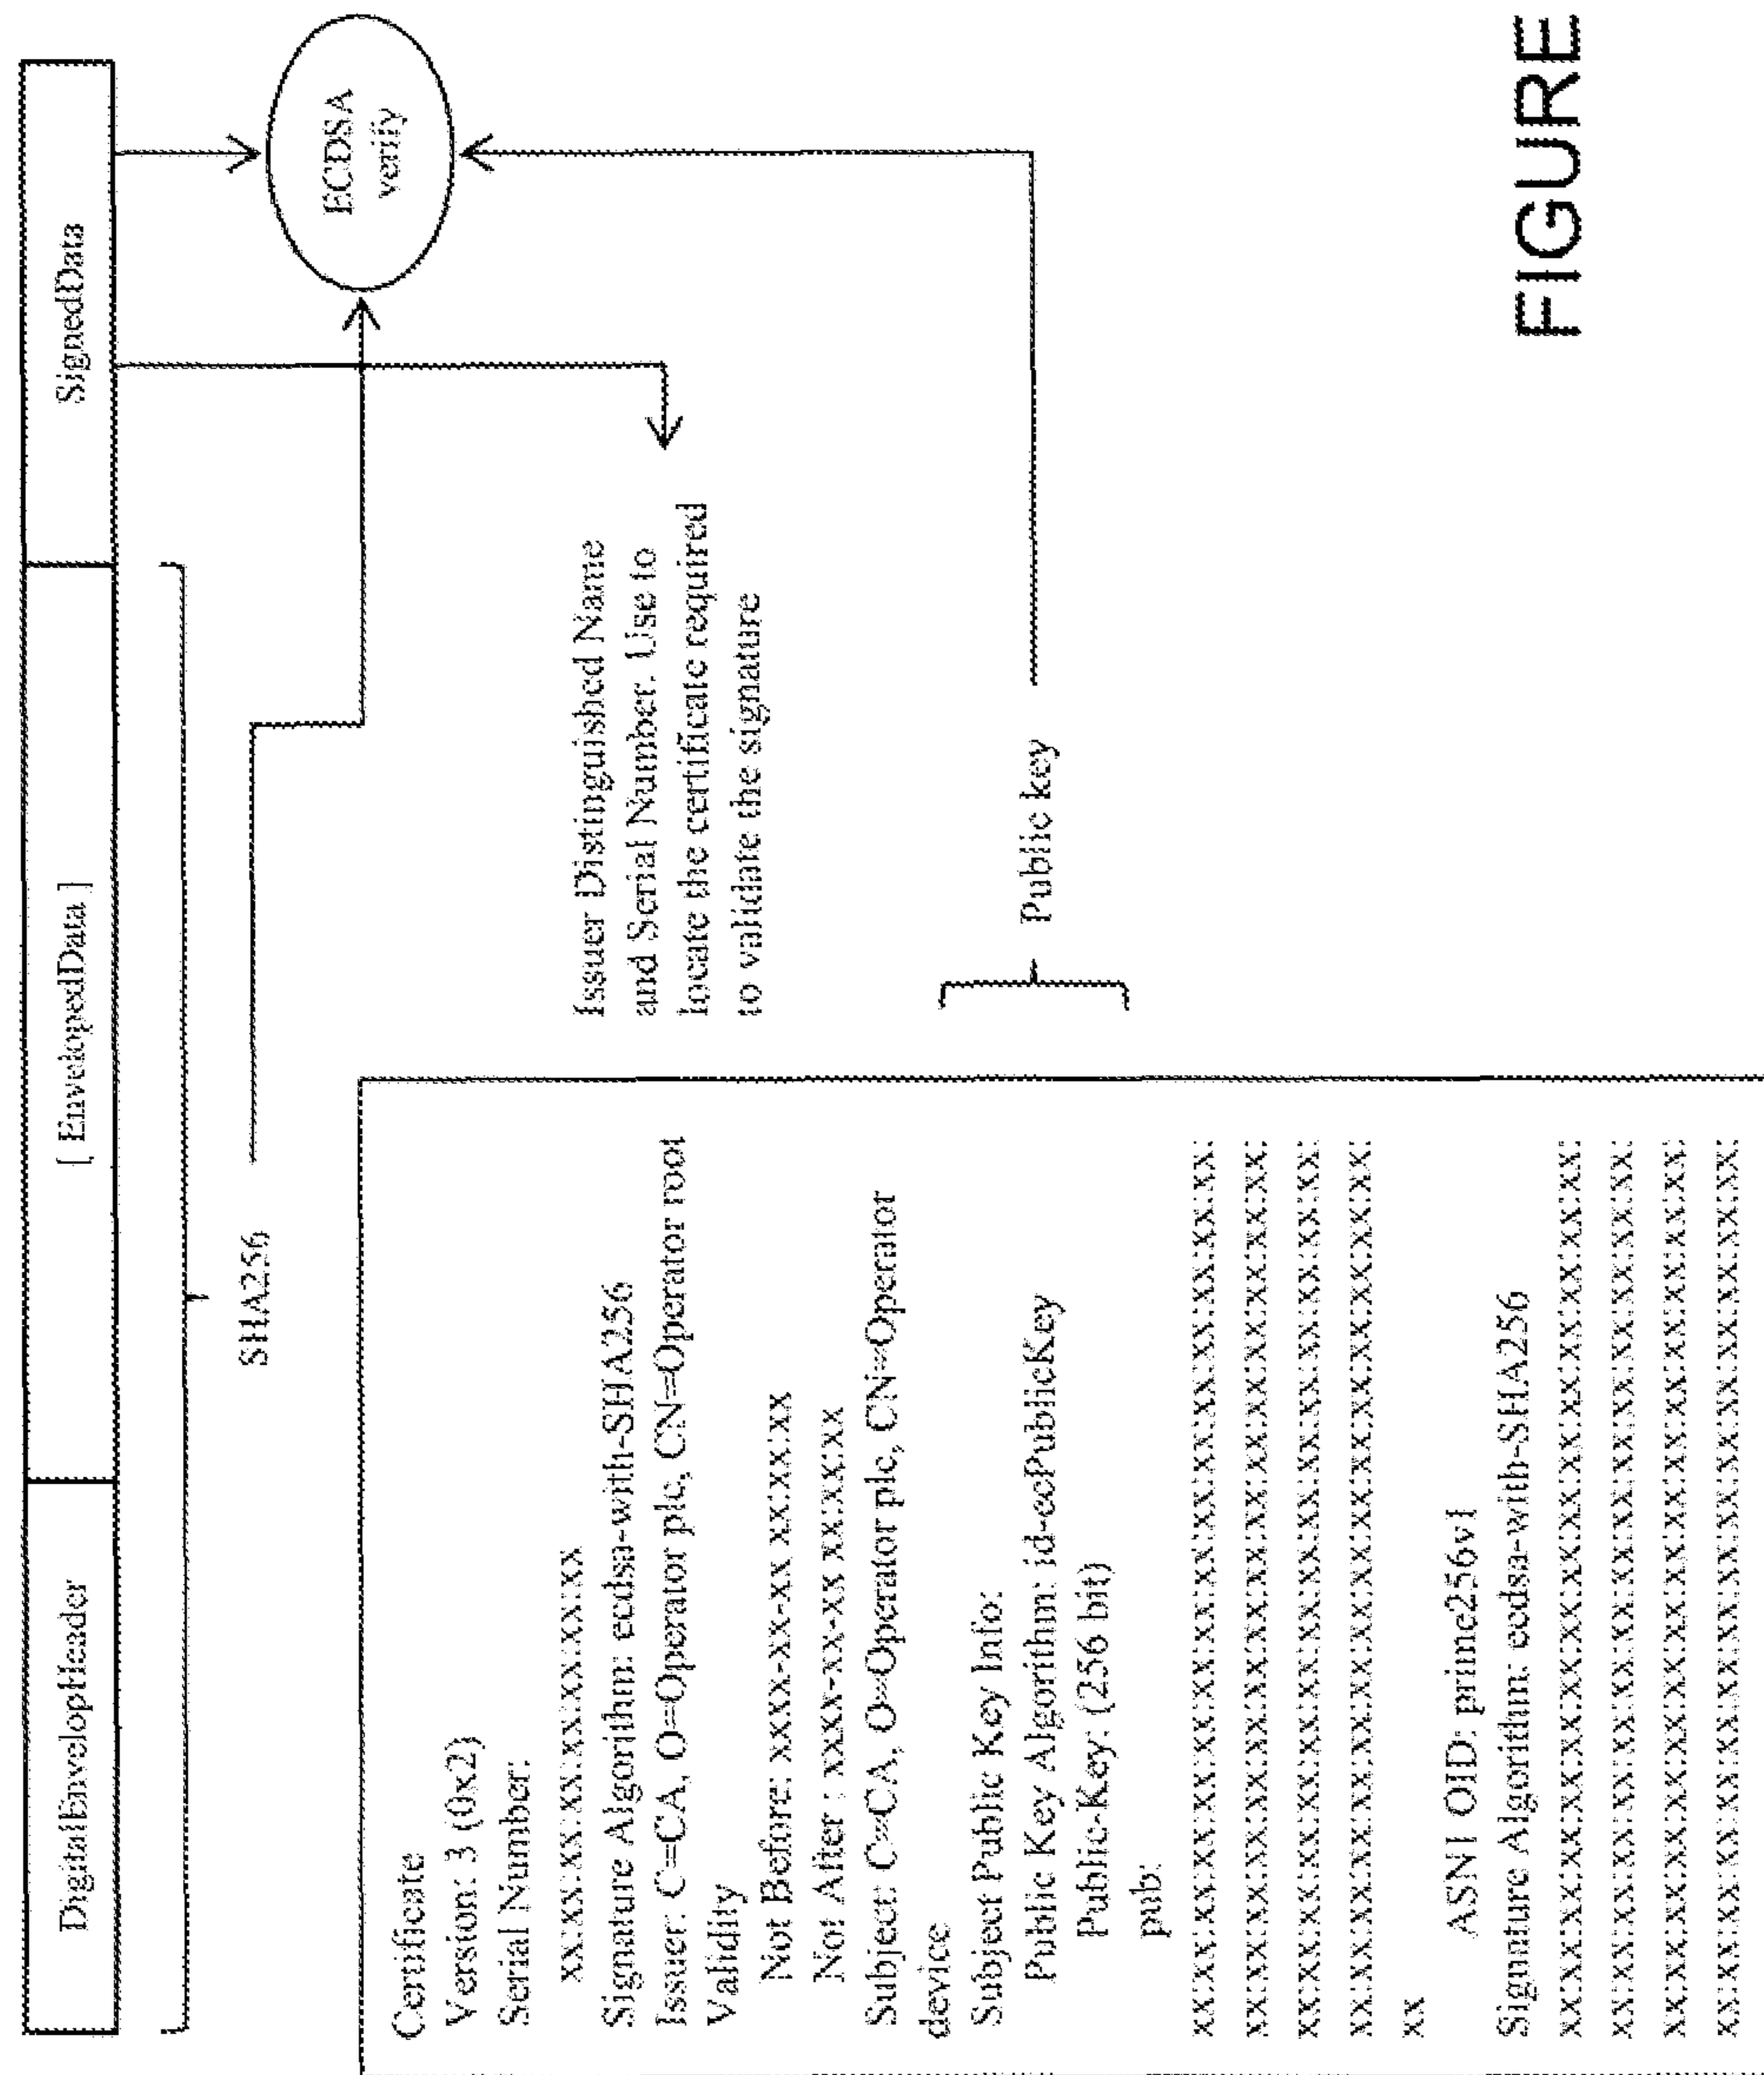 DigitalEnvelopHeader
[ EnvelopedData ]
SignedData
SHA256
ECDSA
verify
Issuer Distinguished Name
and Serial Number. Use to
locate the certificate required
to validate the signature
Public key
Certificate
Version: 3 (0x2)
Serial Number:
xx:xx:xx:xx:xx:xx:xx:xx
Signature Algorithm: ecdsa-with-SHA256
Issuer: C=CA, O=Operator plc, CN=Operator root
Validity
Not Before: xxxx-xx-xx xx:xx:xx
Not After : xxxx-xx-xx xx:xx:xx
Subject: C=CA, O=Operator plc, CN=Operator
device
Subject Public Key Info:
Public Key Algorithm: id-ecPublicKey
Public-Key: (256 bit)
pub:
xx:xx:xx:xx:xx:xx:xx:xx:xx:xx:xx:xx:xx:xx:xx:xx:
xx:xx:xx:xx:xx:xx:xx:xx:xx:xx:xx:xx:xx:xx:xx:xx:
xx:xx:xx:xx:xx:xx:xx:xx:xx:xx:xx:xx:xx:xx:xx:xx:
xx:xx:xx:xx:xx:xx:xx:xx:xx:xx:xx:xx:xx:xx:xx:xx:
xx
ASN1 OID: prime256v1
Signature Algorithm: ecdsa-with-SHA256
xx:xx:xx:xx:xx:xx:xx:xx:xx:xx:xx:xx:xx:xx:xx:xx:
xx:xx:xx:xx:xx:xx:xx:xx:xx:xx:xx:xx:xx:xx:xx:xx:
xx:xx:xx:xx:xx:xx:xx:xx:xx:xx:xx:xx:xx:xx:xx:xx:
xx:xx:xx:xx:xx:xx:xx:xx:xx:xx:xx:xx:xx:xx:xx:xx:
FIGURE